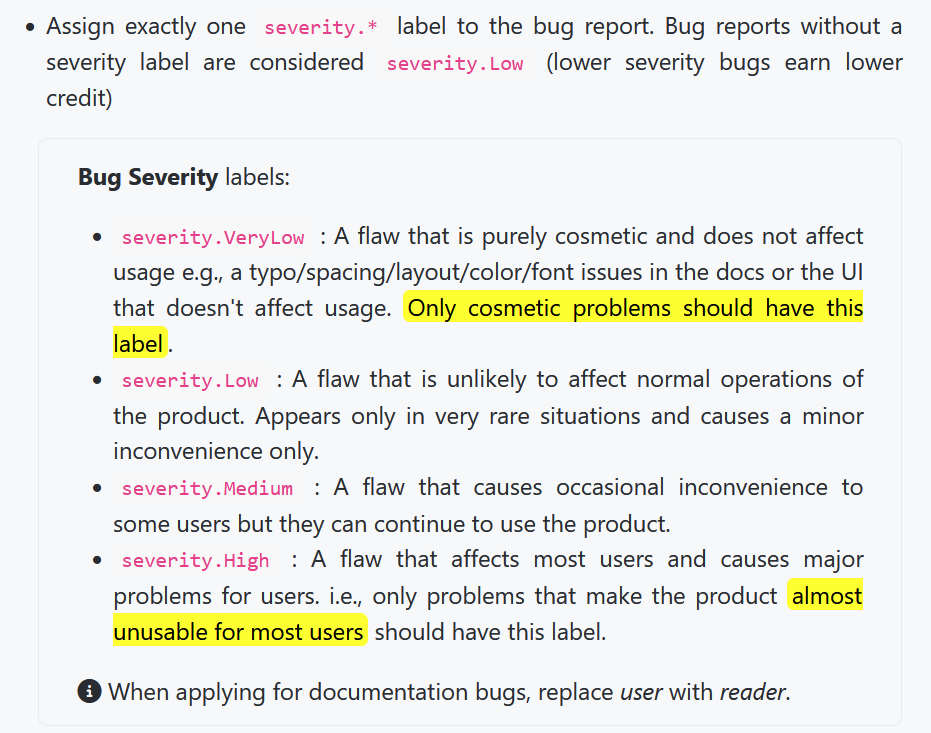 • Assign exactly one severity.* label to the bug report. Bug reports without a
severity label are considered severity.Low (lower severity bugs earn lower
credit)
Bug Severity labels:
• severity.VeryLow : A flaw that is purely cosmetic and does not affect
usage e.g., a typo/spacing/layout/color/font issues in the docs or the UI
that doesn't affect usage. Only cosmetic problems should have this
label.
• severity.Low : A flaw that is unlikely to affect normal operations of
the product. Appears only in very rare situations and causes a minor
inconvenience only.
• severity.Medium : A flaw that causes occasional inconvenience to
some users but they can continue to use the product.
• severity.High : A flaw that affects most users and causes major
problems for users. i.e., only problems that make the product almost
unusable for most users should have this label.
When applying for documentation bugs, replace user with reader.